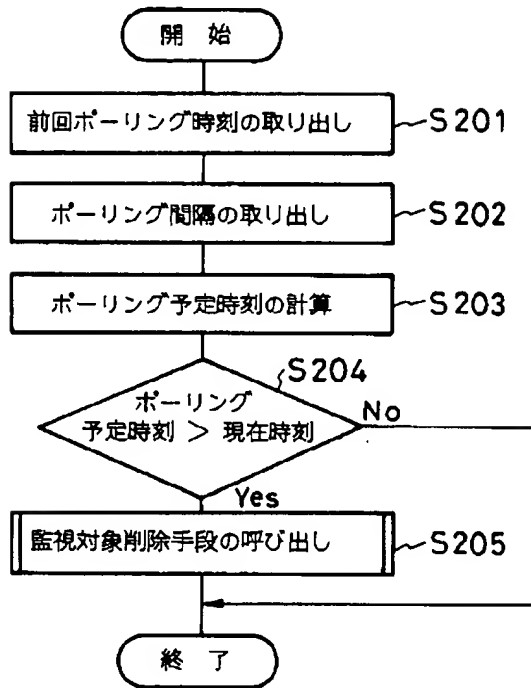 開 始
前回ポーリング時刻の取り出し
S201
ポーリング間隔の取り出し
S202
ポーリング予定時刻の計算
S203
S204
ポーリング
予定時刻 > 現在時刻
No
Yes
監視対象削除手段の呼び出し
S205
終 了